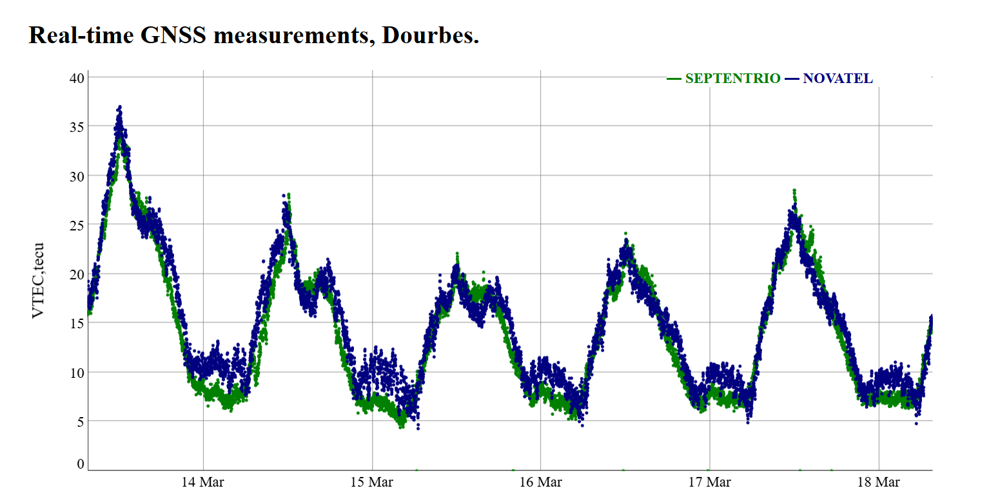 Real-time GNSS measurements, Dourbes.
SEPTENTRIO NOVATEL
40
35
30
25
20
15
10
5
0
VTEC,tecu
14 Mar 15 Mar 16 Mar 17 Mar 18 Mar